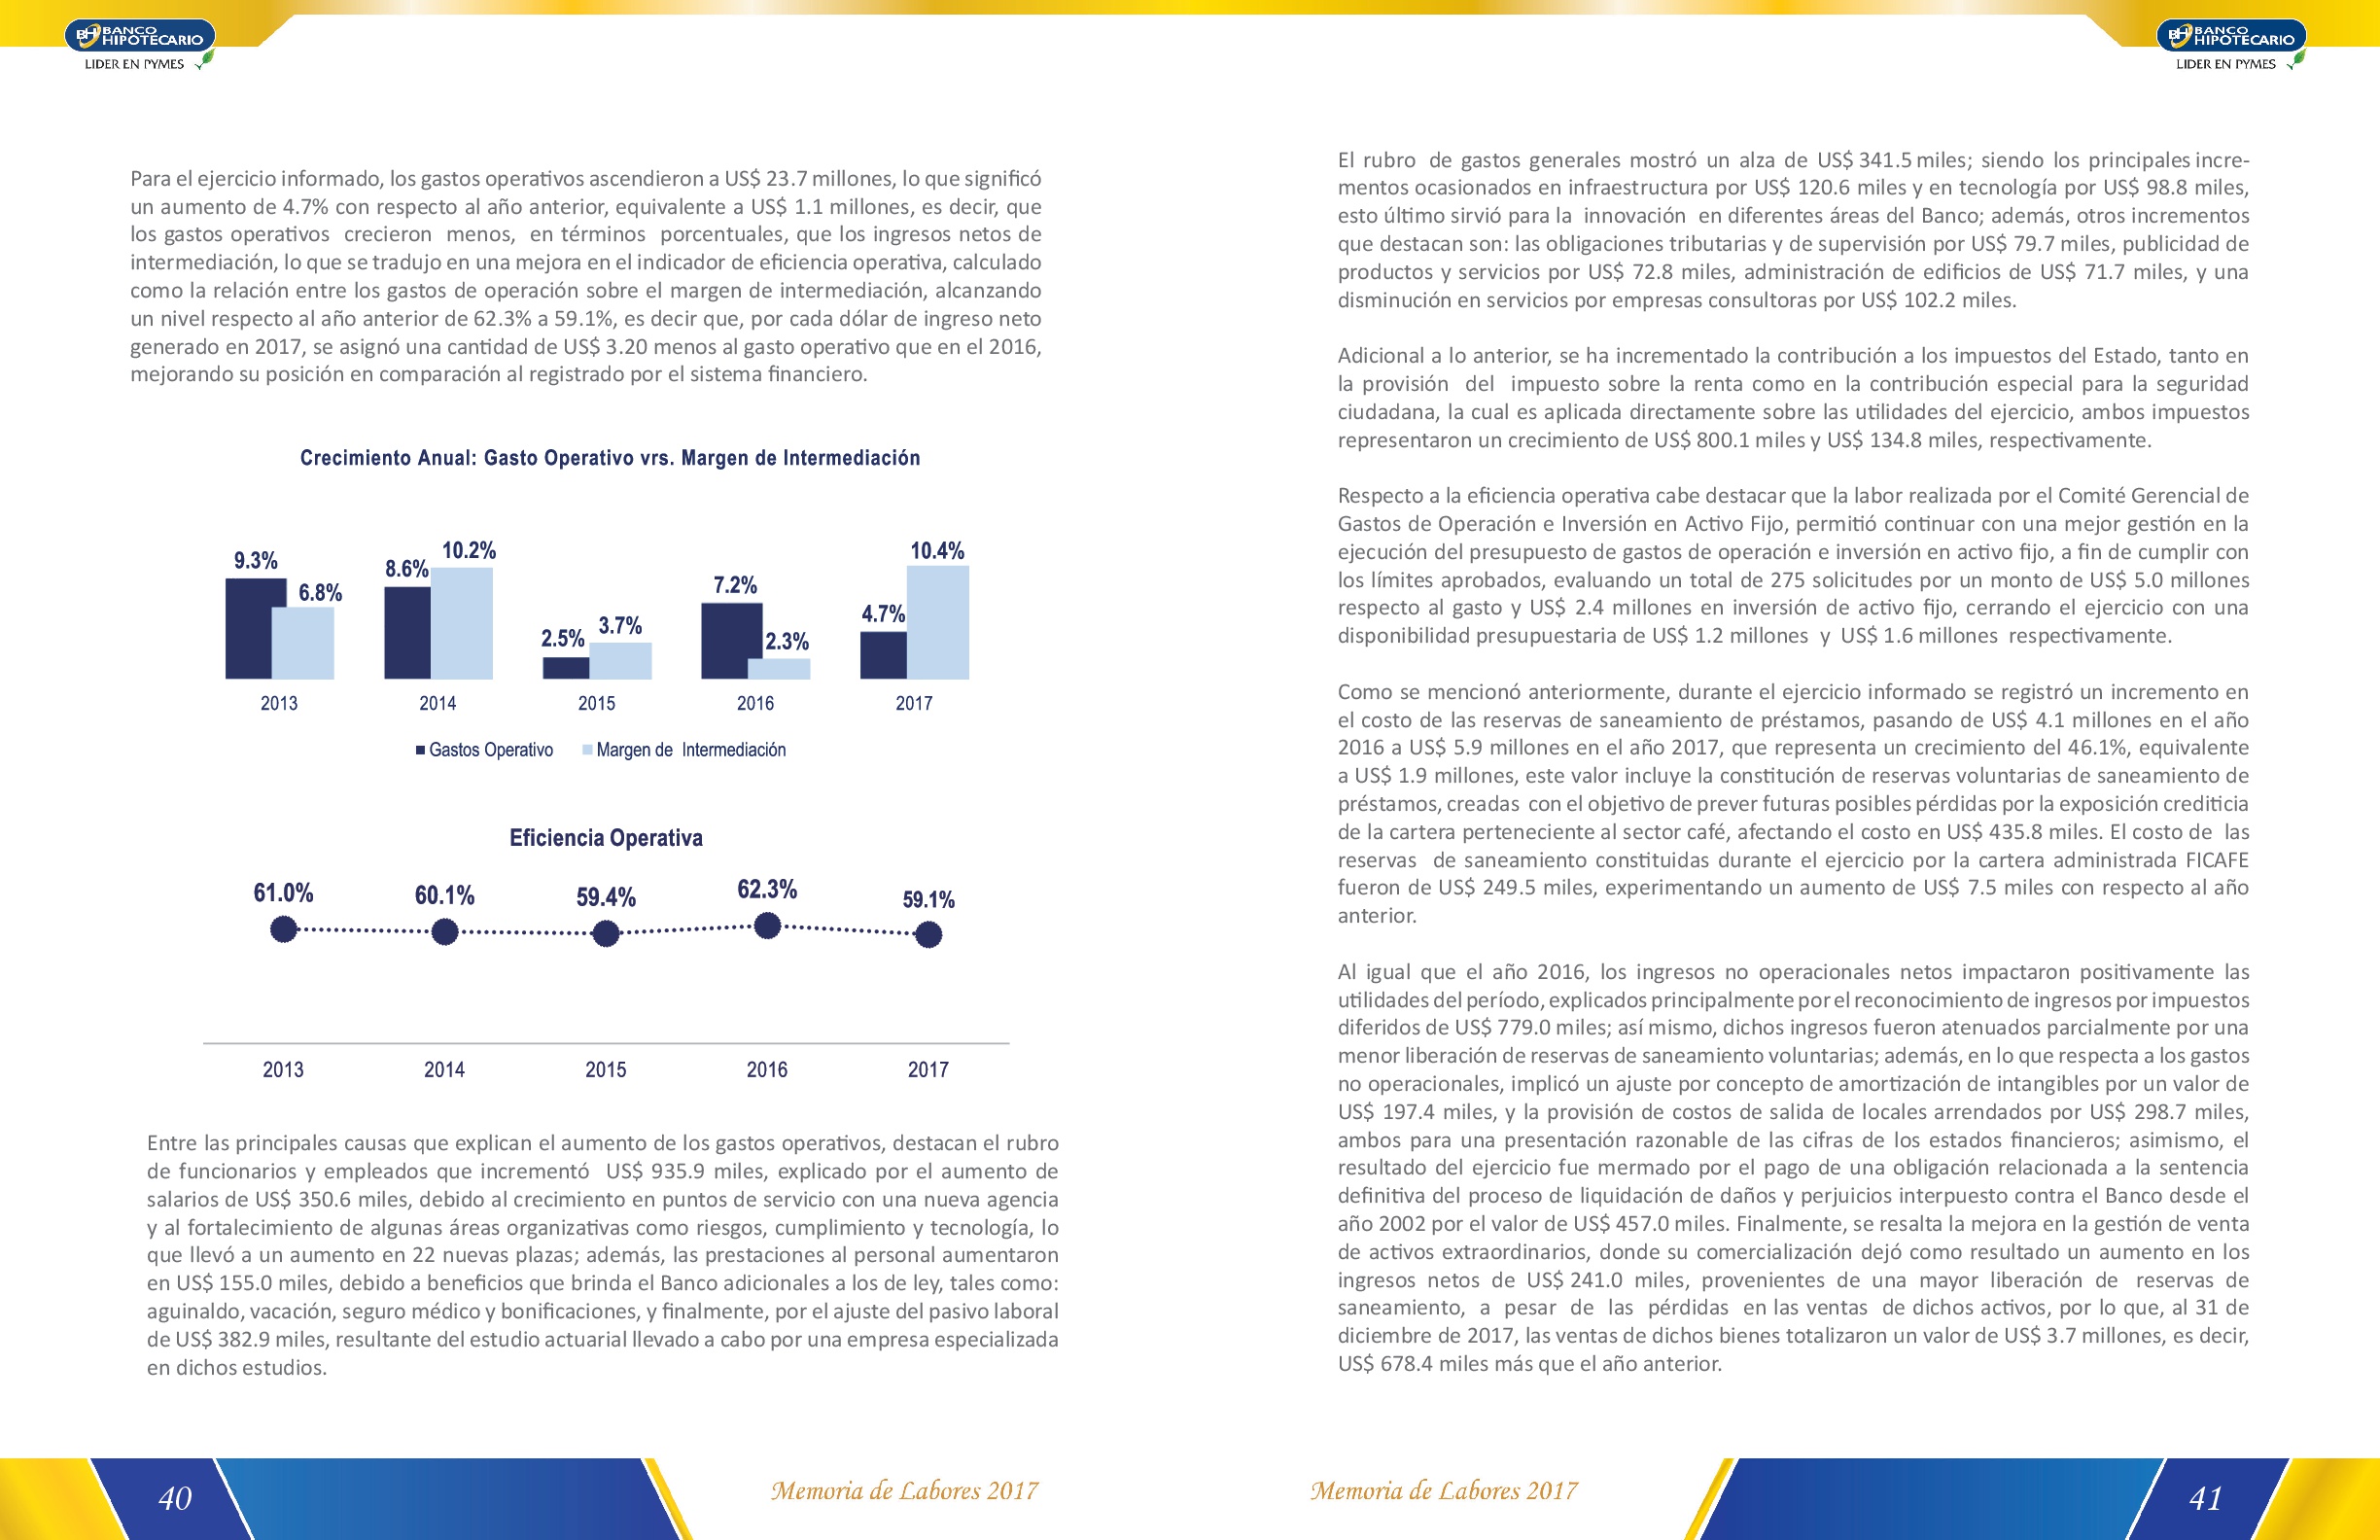 BH BANCO
HIPOTECARIO
LIDER EN PYMES
Para el ejercicio informado, los gastos operativos ascendieron a US$ 23.7 millones, lo que significó
un aumento de 4.7% con respecto al año anterior, equivalente a US$ 1.1 millones, es decir, que
los gastos operativos crecieron menos, en términos porcentuales, que los ingresos netos de
intermediación, lo que se tradujo en una mejora en el indicador de eficiencia operativa, calculado
como la relación entre los gastos de operación sobre el margen de intermediación, alcanzando
un nivel respecto al año anterior de 62.3% a 59.1%, es decir que, por cada dólar de ingreso neto
generado en 2017, se asignó una cantidad de US$ 3.20 menos al gasto operativo que en el 2016,
mejorando su posición en comparación al registrado por el sistema financiero.
Crecimiento Anual: Gasto Operativo vrs. Margen de Intermediación
9.3% 6.8% 8.6% 10.2% 2.5% 3.7% 7.2% 2.3% 4.7% 10.4%
2013 2014 2015 2016 2017
Gastos Operativo Margen de Intermediación
Eficiencia Operativa
61.0% 60.1% 59.4% 62.3% 59.1%
2013 2014 2015 2016 2017
Entre las principales causas que explican el aumento de los gastos operativos, destacan el rubro
de funcionarios y empleados que incrementó US$ 935.9 miles, explicado por el aumento de
salarios de US$ 350.6 miles, debido al crecimiento en puntos de servicio con una nueva agencia
y al fortalecimiento de algunas áreas organizativas como riesgos, cumplimiento y tecnología, lo
que llevó a un aumento en 22 nuevas plazas; además, las prestaciones al personal aumentaron
en US$ 155.0 miles, debido a beneficios que brinda el Banco adicionales a los de ley, tales como:
aguinaldo, vacación, seguro médico y bonificaciones, y finalmente, por el ajuste del pasivo laboral
de US$ 382.9 miles, resultante del estudio actuarial llevado a cabo por una empresa especializada
en dichos estudios.
40
Memoria de Labores 2017
BH BANCO
HIPOTECARIO
LIDER EN PYMES
El rubro de gastos generales mostró un alza de US$ 341.5 miles; siendo los principales incre-
mentos ocasionados en infraestructura por US$ 120.6 miles y en tecnología por US$ 98.8 miles,
esto último sirvió para la innovación en diferentes áreas del Banco; además, otros incrementos
que destacan son: las obligaciones tributarias y de supervisión por US$ 79.7 miles, publicidad de
productos y servicios por US$ 72.8 miles, administración de edificios de US$ 71.7 miles, y una
disminución en servicios por empresas consultoras por US$ 102.2 miles.
Adicional a lo anterior, se ha incrementado la contribución a los impuestos del Estado, tanto en
la provisión del impuesto sobre la renta como en la contribución especial para la seguridad
ciudadana, la cual es aplicada directamente sobre las utilidades del ejercicio, ambos impuestos
representaron un crecimiento de US$ 800.1 miles y US$ 134.8 miles, respectivamente.
Respecto a la eficiencia operativa cabe destacar que la labor realizada por el Comité Gerencial de
Gastos de Operación e Inversión en Activo Fijo, permitió continuar con una mejor gestión en la
ejecución del presupuesto de gastos de operación e inversión en activo fijo, a fin de cumplir con
los límites aprobados, evaluando un total de 275 solicitudes por un monto de US$ 5.0 millones
respecto al gasto y US$ 2.4 millones en inversión de activo fijo, cerrando el ejercicio con una
disponibilidad presupuestaria de US$ 1.2 millones y US$ 1.6 millones respectivamente.
Como se mencionó anteriormente, durante el ejercicio informado se registró un incremento en
el costo de las reservas de saneamiento de préstamos, pasando de US$ 4.1 millones en el año
2016 a US$ 5.9 millones en el año 2017, que representa un crecimiento del 46.1%, equivalente
a US$ 1.9 millones, este valor incluye la constitución de reservas voluntarias de saneamiento de
préstamos, creadas con el objetivo de prever futuras posibles pérdidas por la exposición crediticia
de la cartera perteneciente al sector café, afectando el costo en US$ 435.8 miles. El costo de las
reservas de saneamiento constituidas durante el ejercicio por la cartera administrada FICAFE
fueron de US$ 249.5 miles, experimentando un aumento de US$ 7.5 miles con respecto al año
anterior.
Al igual que el año 2016, los ingresos no operacionales netos impactaron positivamente las
utilidades del período, explicados principalmente por el reconocimiento de ingresos por impuestos
diferidos de US$ 779.0 miles; así mismo, dichos ingresos fueron atenuados parcialmente por una
menor liberación de reservas de saneamiento voluntarias; además, en lo que respecta a los gastos
no operacionales, implicó un ajuste por concepto de amortización de intangibles por un valor de
US$ 197.4 miles, y la provisión de costos de salida de locales arrendados por US$ 298.7 miles,
ambos para una presentación razonable de las cifras de los estados financieros; asimismo, el
resultado del ejercicio fue mermado por el pago de una obligación relacionada a la sentencia
definitiva del proceso de liquidación de daños y perjuicios interpuesto contra el Banco desde el
año 2002 por el valor de US$ 457.0 miles. Finalmente, se resalta la mejora en la gestión de venta
de activos extraordinarios, donde su comercialización dejó como resultado un aumento en los
ingresos netos de US$ 241.0 miles, provenientes de una mayor liberación de reservas de
saneamiento, a pesar de las pérdidas en las ventas de dichos activos, por lo que, al 31 de
diciembre de 2017, las ventas de dichos bienes totalizaron un valor de US$ 3.7 millones, es decir,
US$ 678.4 miles más que el año anterior.
Memoria de Labores 2017
41